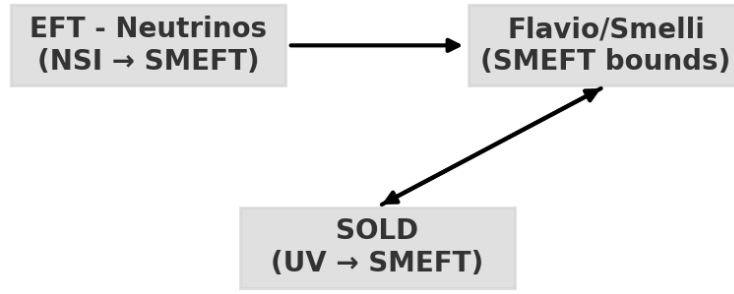 EFT - Neutrinos
(NSI → SMEFT)
Flavio/Smelli
(SMEFT bounds)
SOLD
(UV → SMEFT)